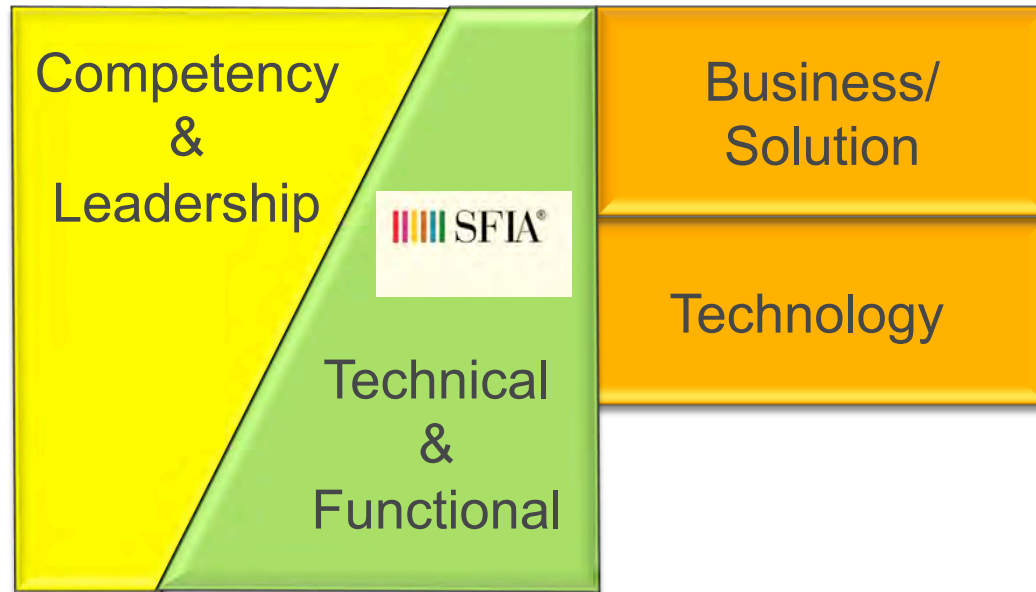 Competency
&
Leadership
SFIA®
Technical
&
Functional
Business/
Solution
Technology